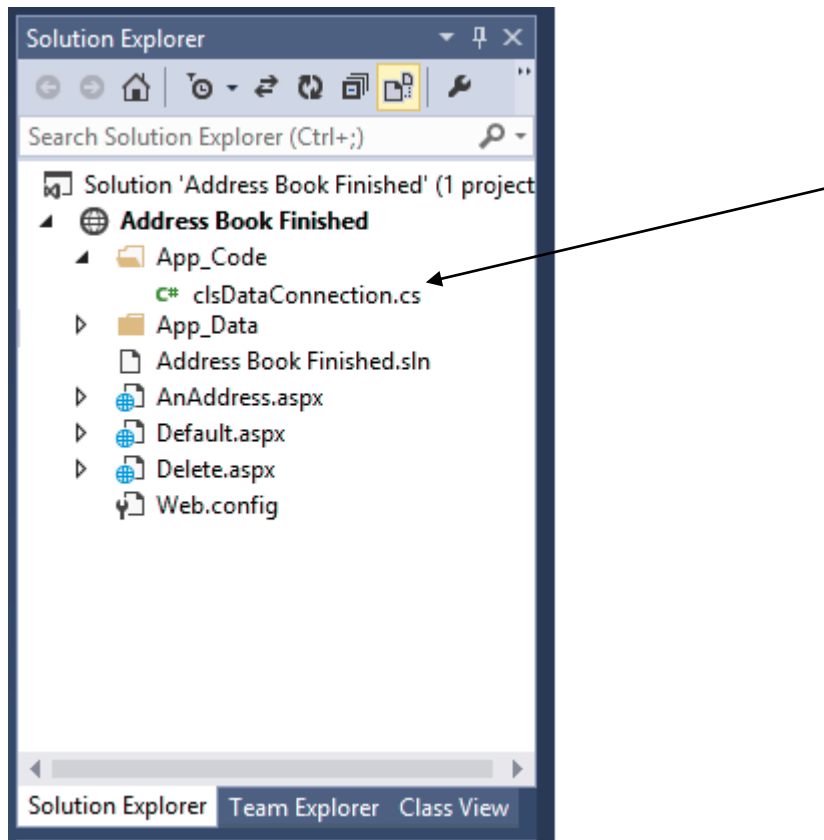 Solution Explorer
Search Solution Explorer (Ctrl+;)
Solution 'Address Book Finished' (1 project
Address Book Finished
App_Code
C# clsDataConnection.cs
App_Data
Address Book Finished.sln
AnAddress.aspx
Default.aspx
Delete.aspx
Web.config
Solution Explorer Team Explorer Class View